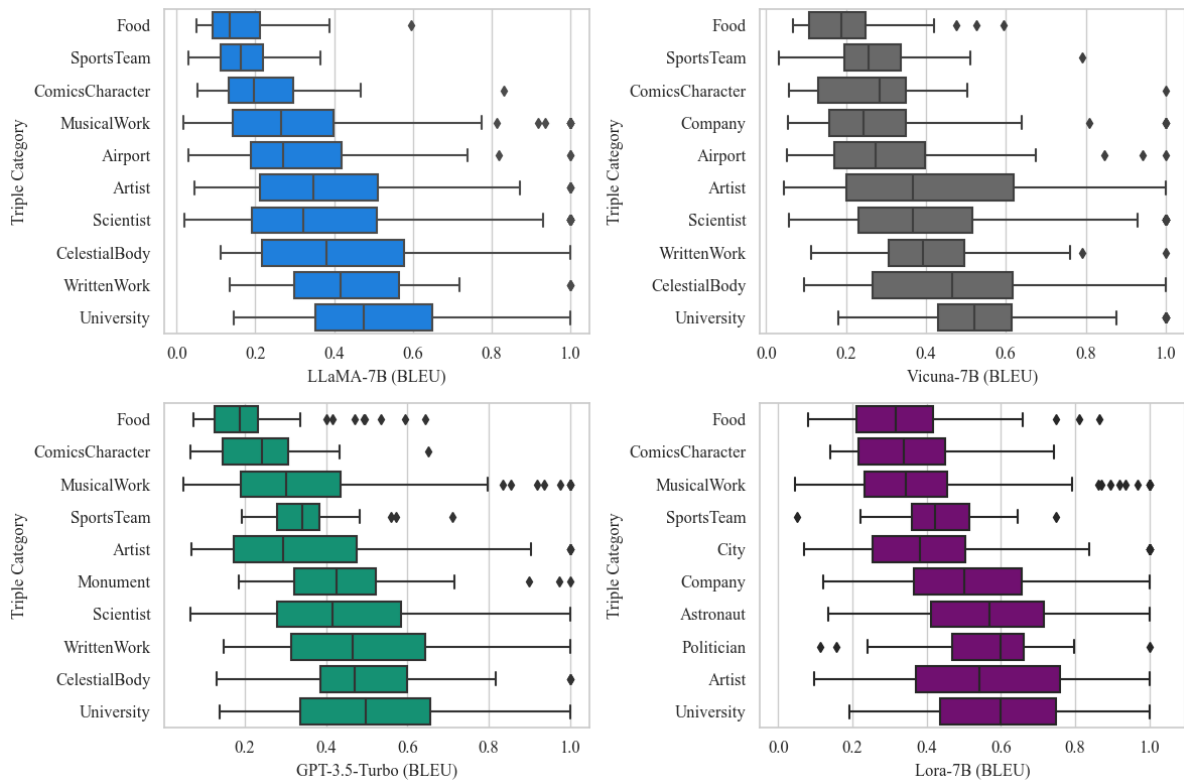 Food
SportsTeam
ComicsCharacter
MusicalWork
Airport
Artist
Scientist
CelestialBody
WrittenWork
University
Triple Category
0.0 0.2 0.4 0.6 0.8 1.0
LLaMA-7B (BLEU)
Food
SportsTeam
ComicsCharacter
Company
Airport
Artist
Scientist
WrittenWork
CelestialBody
University
Triple Category
0.0 0.2 0.4 0.6 0.8 1.0
Vicuna-7B (BLEU)
Food
ComicsCharacter
MusicalWork
SportsTeam
Artist
Monument
Scientist
WrittenWork
CelestialBody
University
Triple Category
0.2 0.4 0.6 0.8 1.0
GPT-3.5-Turbo (BLEU)
Food
ComicsCharacter
MusicalWork
SportsTeam
City
Company
Astronaut
Politician
Artist
University
Triple Category
0.0 0.2 0.4 0.6 0.8 1.0
Lora-7B (BLEU)